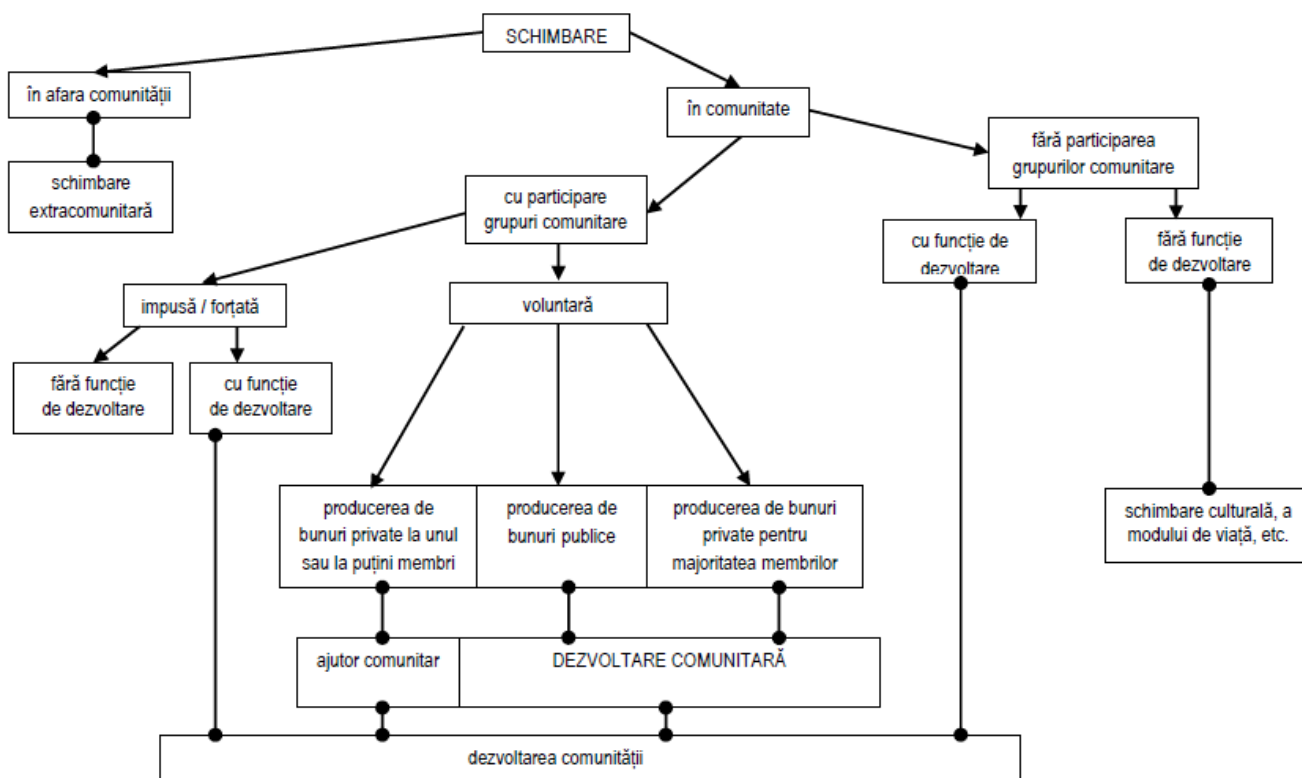 SCHIMBARE
în afara comunității
în comunitate
fără participarea
grupurilor comunitare
schimbare
extracomunitară
cu participare
grupuri comunitare
cu funcție de
dezvoltare
fără funcție
de dezvoltare
impusă / forțată
voluntară
fără funcție
de dezvoltare
cu funcție
de dezvoltare
producerea de
bunuri private la unul
sau la puțini membri
producerea de
bunuri publice
producerea de bunuri
private pentru
majoritatea membrilor
schimbare culturală, a
modului de viață, etc.
ajutor comunitar
DEZVOLTARE COMUNITARĂ
dezvoltarea comunității